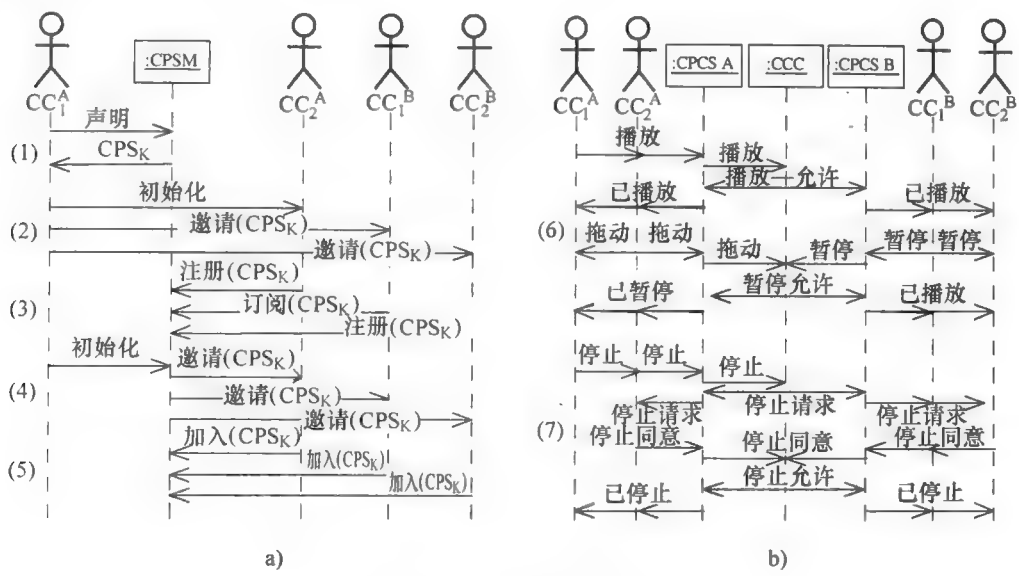 CC₁ᴬ
:CPSM
CC₂ᴬ
CC₁ᴮ
CC₂ᴮ
声明
(1)
CPSK
初始化
(2)
邀请(CPSK)
邀请(CPSK)
注册(CPSK)
(3)
订阅(CPSK)
注册(CPSK)
初始化
邀请(CPSK)
(4)
邀请(CPSK)
邀请(CPSK)
加入(CPSK)
(5)
加入(CPSK)
加入(CPSK)
a)
CC₁ᴬ
CC₂ᴬ
:CPCS A
:CCC
:CPCS B
CC₁ᴮ
CC₂ᴮ
播放
播放
播放—允许
已播放
已播放
(6)
拖动 拖动
拖动
暂停
暂停 暂停
暂停允许
已暂停
已播放
停止 停止
停止
停止请求
停止请求
停止请求
(7)
停止同意
停止同意
停止同意
停止允许
已停止
已停止
b)